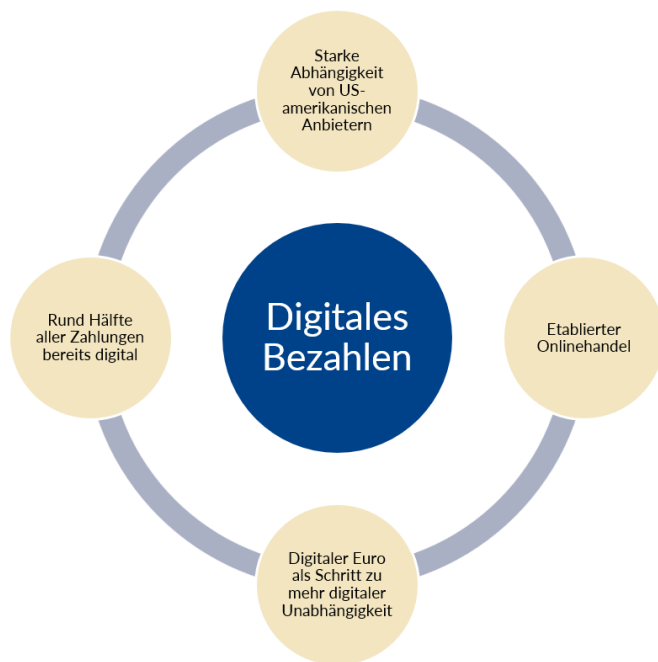 Starke
Abhängigkeit
von US-
amerikanischen
Anbietern
Rund Hälfte
aller Zahlungen
bereits digital
Digitales
Bezahlen
Etablierter
Onlinehandel
Digitaler Euro
als Schritt zu
mehr digitaler
Unabhängigkeit